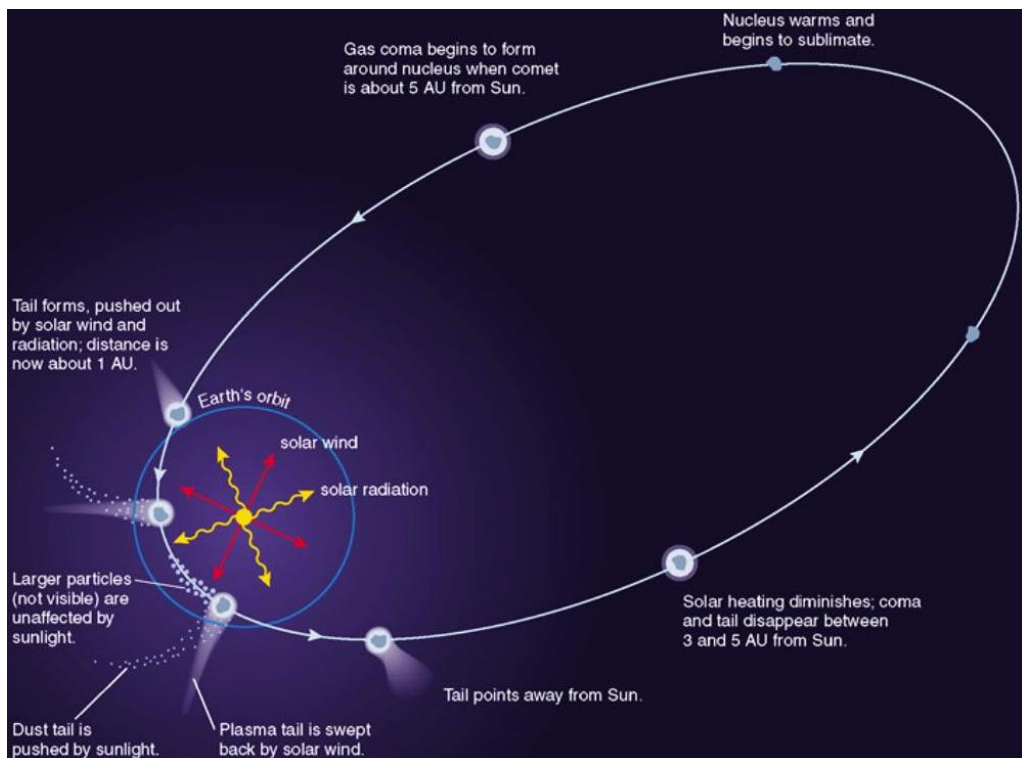 Nucleus warms and
begins to sublimate.
Gas coma begins to form
around nucleus when comet
is about 5 AU from Sun.
Tail forms, pushed out
by solar wind and
radiation; distance is
now about 1 AU.
Earth's orbit
solar wind
solar radiation
Larger particles
(not visible) are
unaffected by
sunlight.
Solar heating diminishes; coma
and tail disappear between
3 and 5 AU from Sun.
Tail points away from Sun.
Dust tail is
pushed by sunlight.
Plasma tail is swept
back by solar wind.